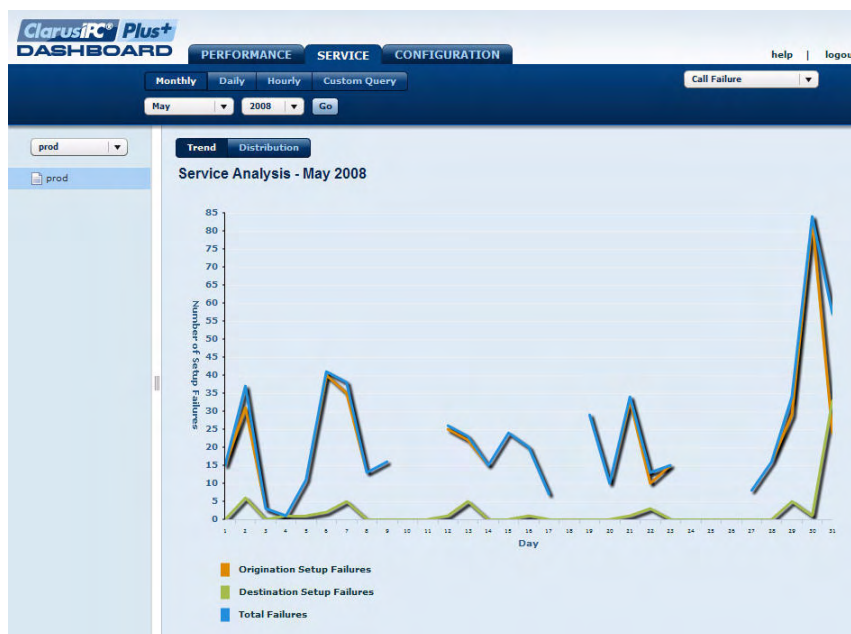 ClarusIPC® Plus+
DASHBOARD
PERFORMANCE SERVICE CONFIGURATION
help | logou
Monthly Daily Hourly Custom Query
Call Failure
May 2008 Go
prod
prod
Trend Distribution
Service Analysis - May 2008
Number of Setup Failures
85
80
75
70
65
60
55
50
45
40
35
30
25
20
15
10
5
0
1 2 3 4 5 6 7 8 9 10 11 12 13 14 15 16 17 18 19 20 21 22 23 24 25 26 27 28 29 30 31
Day
Origination Setup Failures
Destination Setup Failures
Total Failures